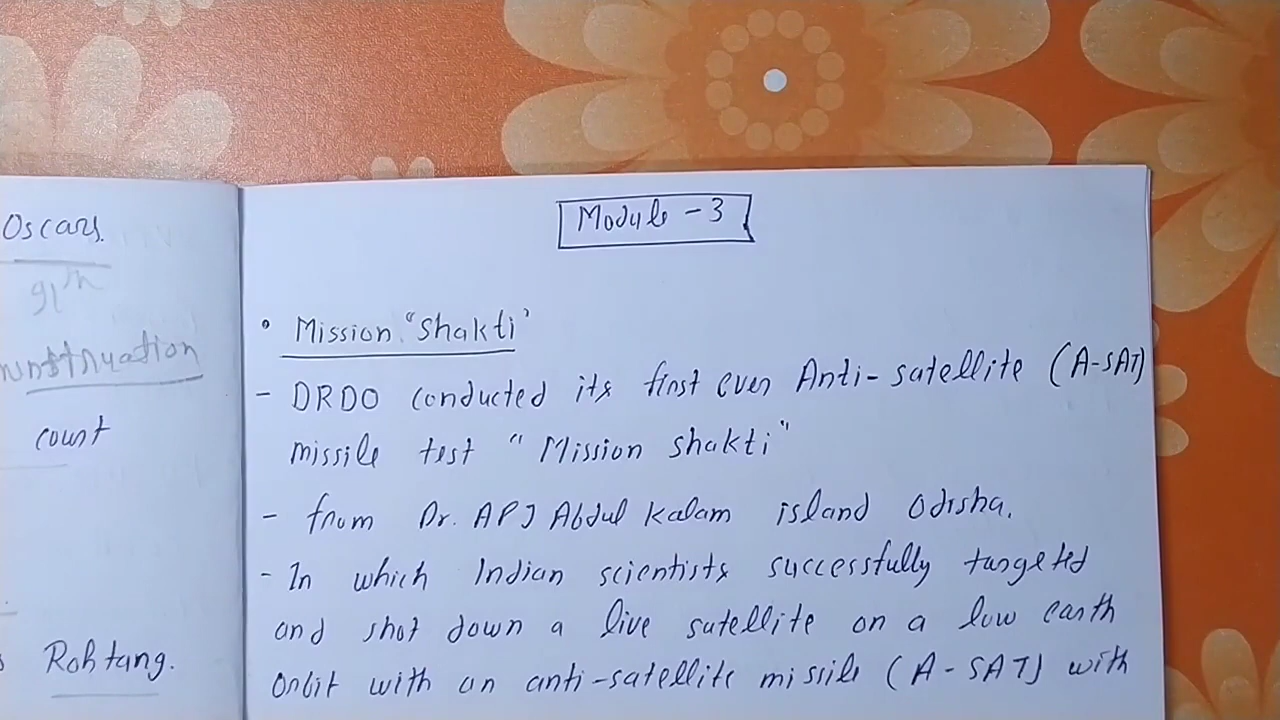 Oscars.
91st
count
Rohtang.
Module - 3
• Mission "Shakti"
- DRDO conducted its first ever Anti-satellite (A-SAT)
missile test "Mission Shakti"
- from Dr. APJ Abdul Kalam island Odisha.
- In which Indian scientists successfully targeted
and shot down a live satellite on a low earth
orbit with an anti-satellite missile (A-SAT) with